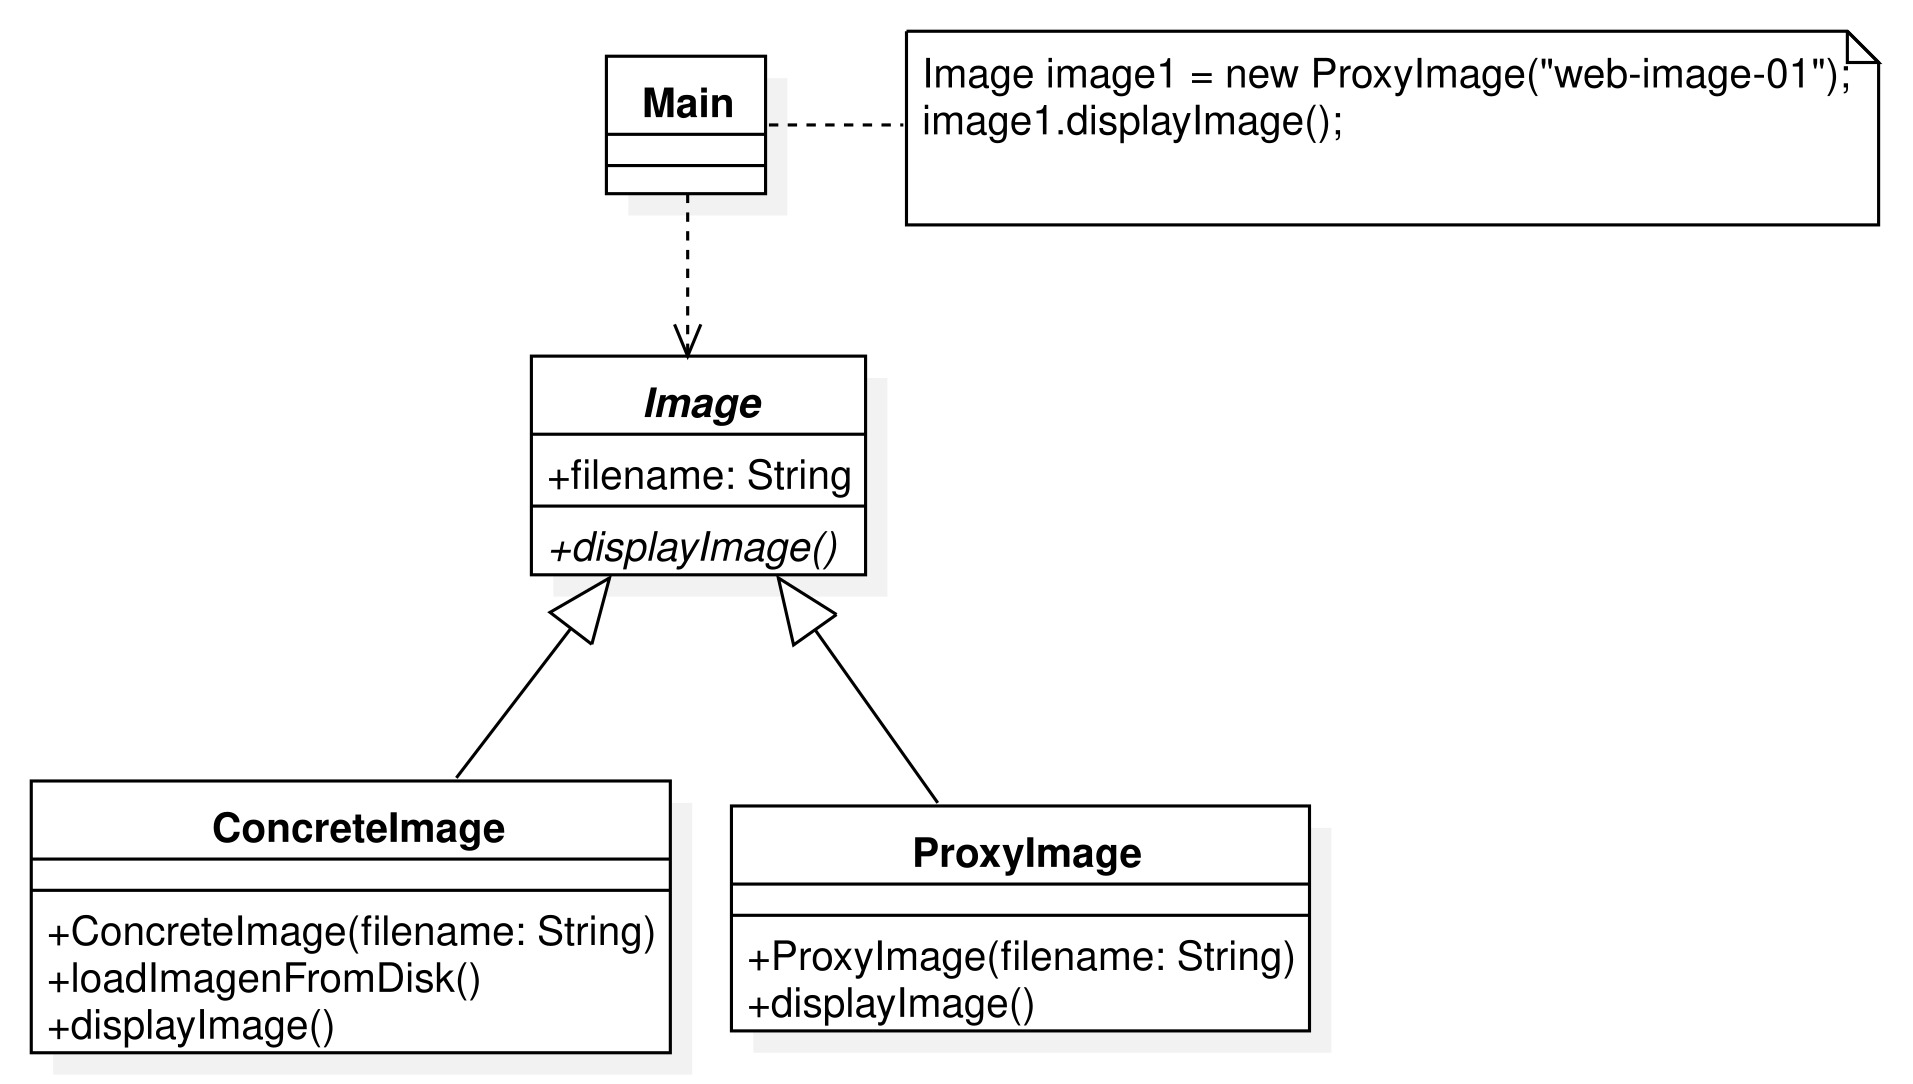 Main
Image image1 = new ProxyImage("web-image-01");
image1.displayImage();
Image
+filename: String
+displayImage()
ConcreteImage
+ConcreteImage(filename: String)
+loadImagenFromDisk()
+displayImage()
ProxyImage
+ProxyImage(filename: String)
+displayImage()